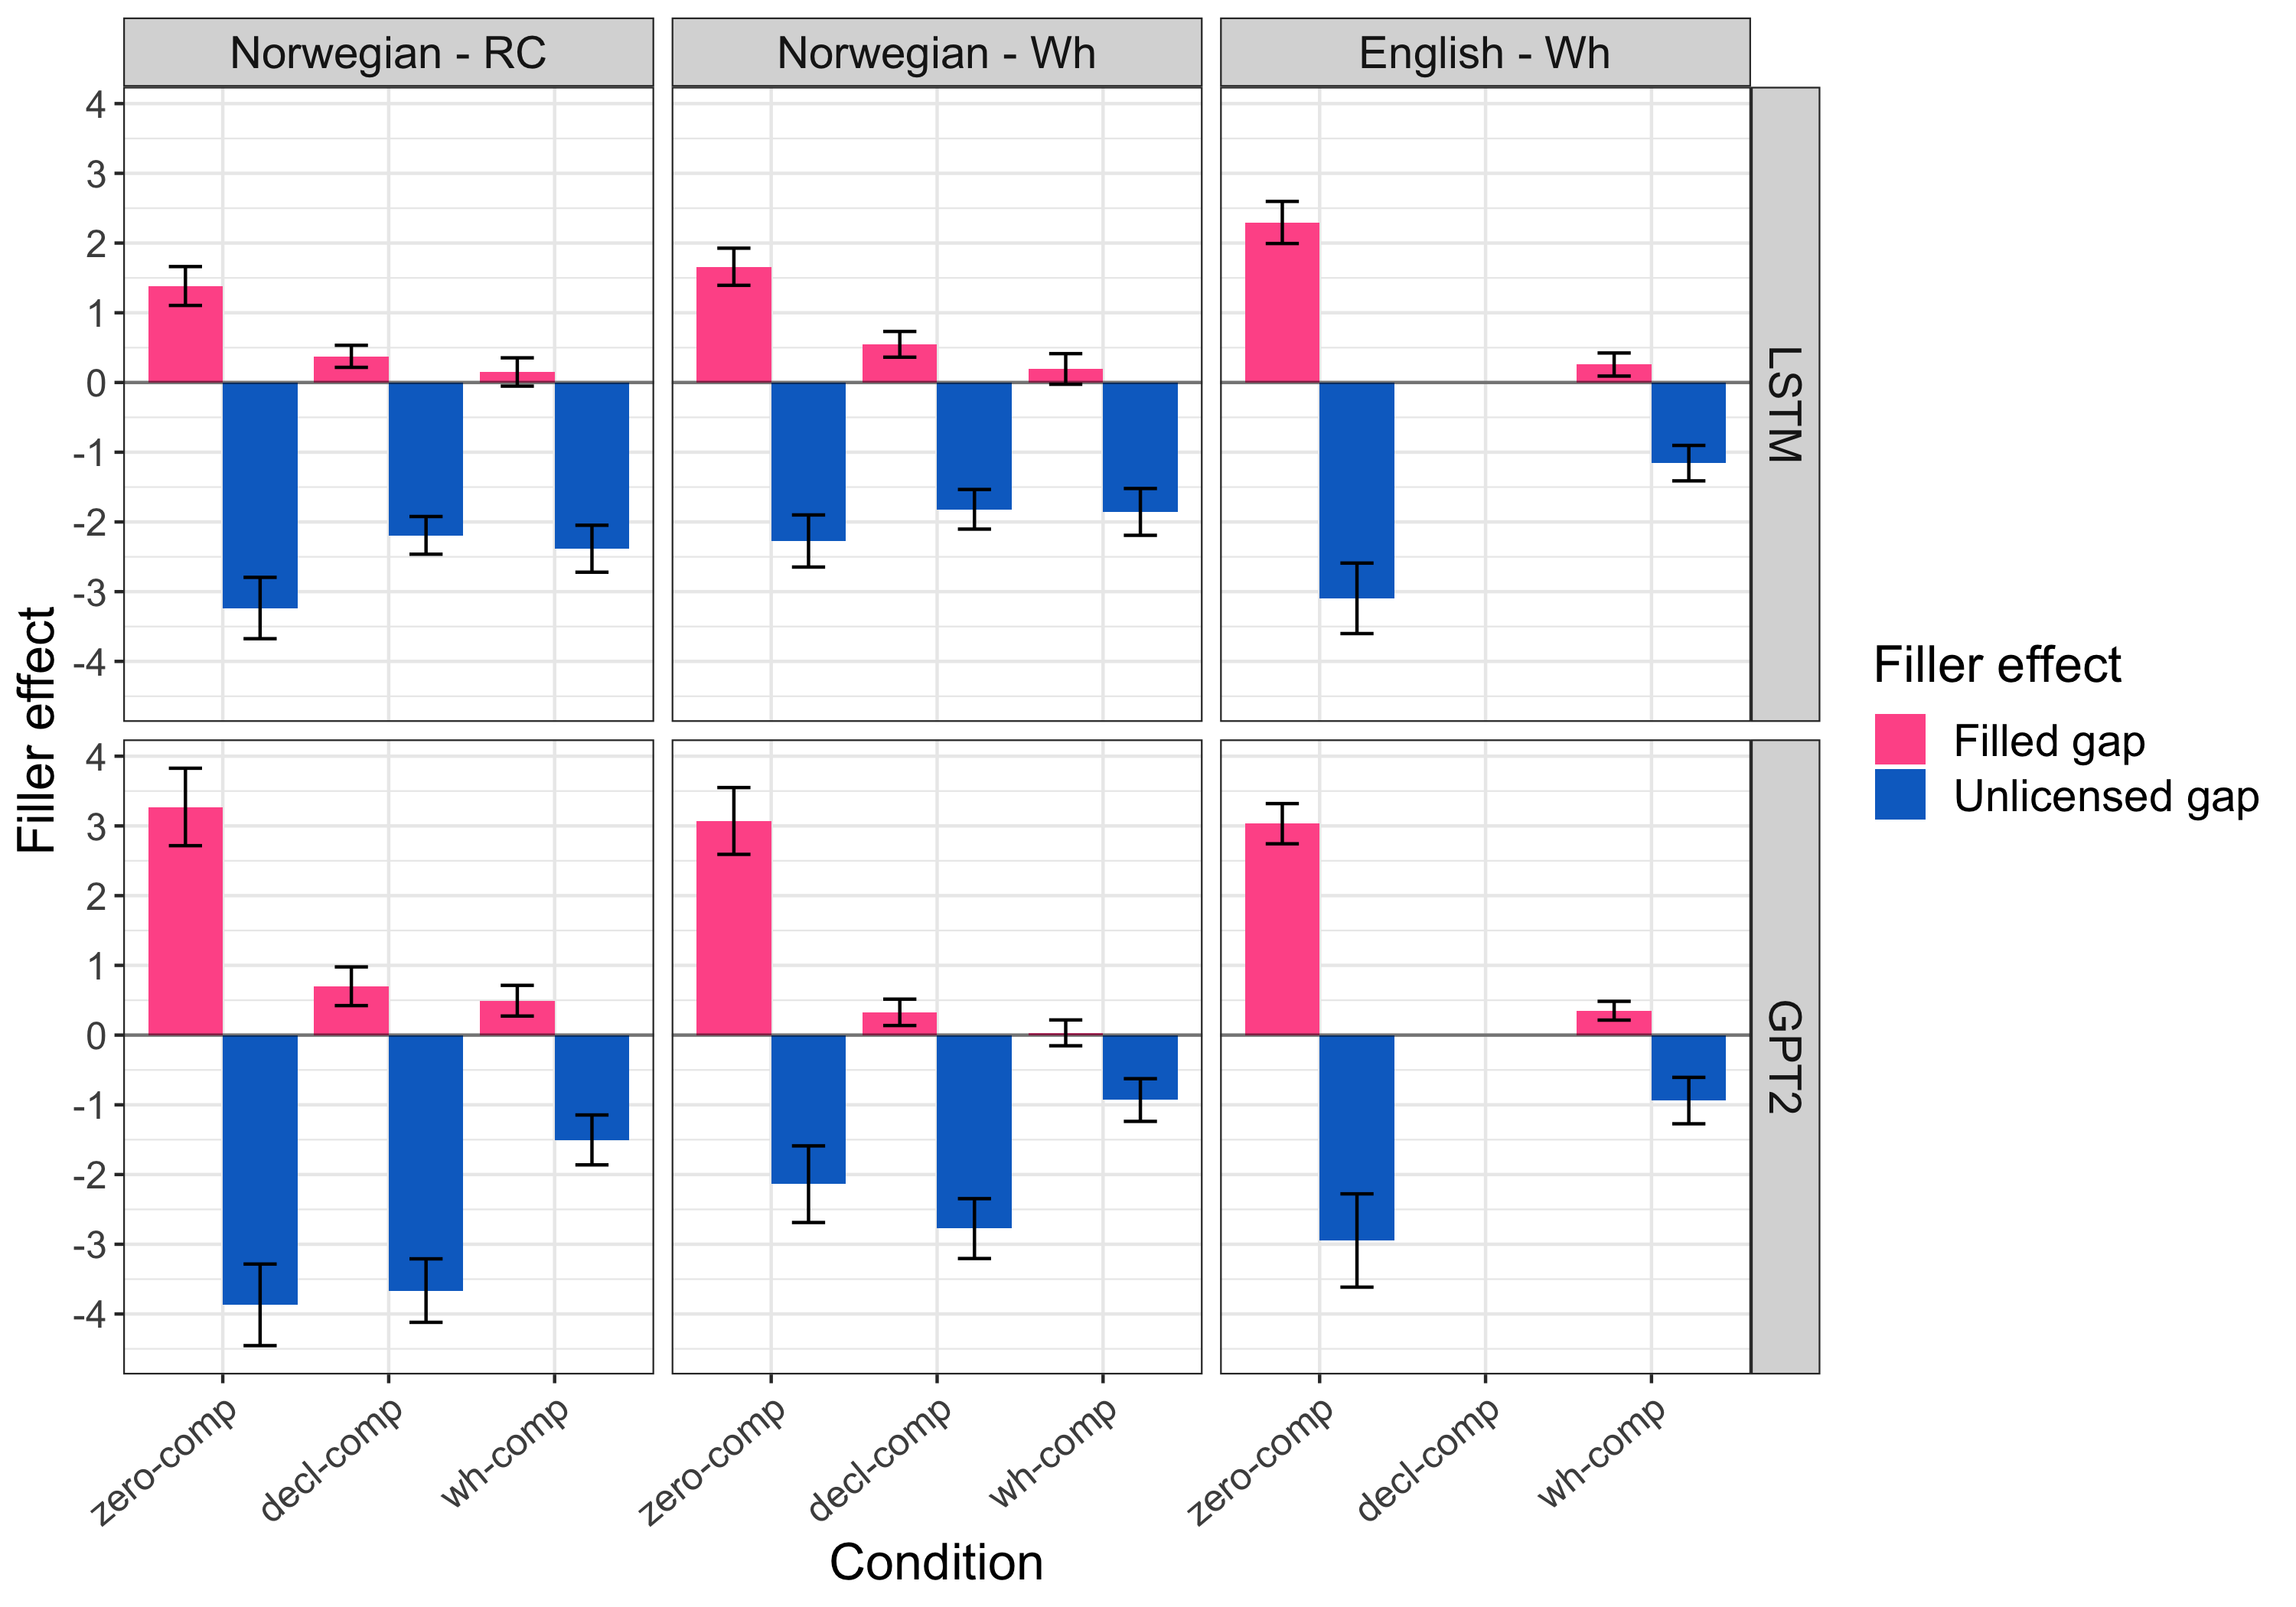 Norwegian - RC
Norwegian - Wh
English - Wh
4
3
2
1
0
-1
-2
-3
-4
LSTM
4
3
2
1
0
-1
-2
-3
-4
GPT2
Filler effect
zero-comp
decl-comp
wh-comp
zero-comp
decl-comp
wh-comp
zero-comp
decl-comp
wh-comp
Condition
Filler effect
Filled gap
Unlicensed gap